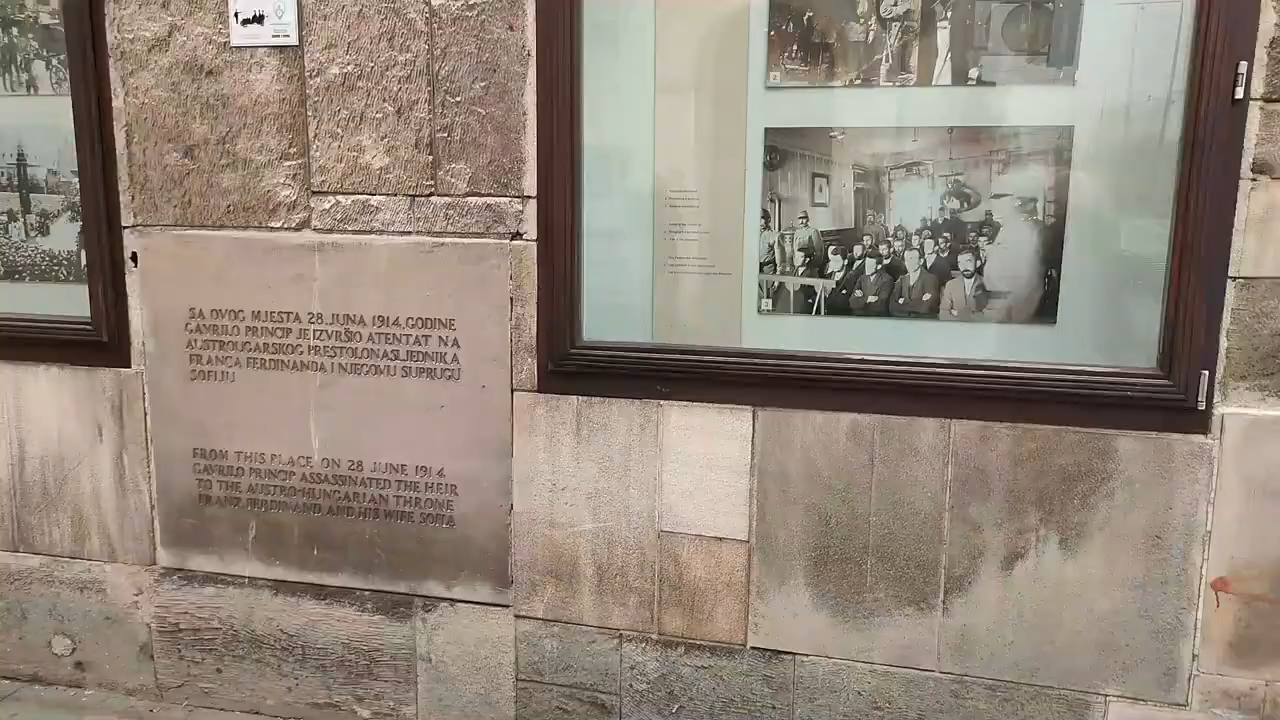 SA OVOG MJESTA 28. JUNA 1914. GODINE
GAVRILO PRINCIP JE IZVRŠIO ATENTAT NA
AUSTROUGARSKOG PRESTOLONASLJEDNIKA
FRANCA FERDINANDA I NJEGOVU SUPRUGU
SOFIJU
FROM THIS PLACE ON 28 JUNE 1914
GAVRILO PRINCIP ASSASSINATED THE HEIR
TO THE AUSTRO-HUNGARIAN THRONE
FRANZ FERDINAND AND HIS WIFE SOFIA
2
3